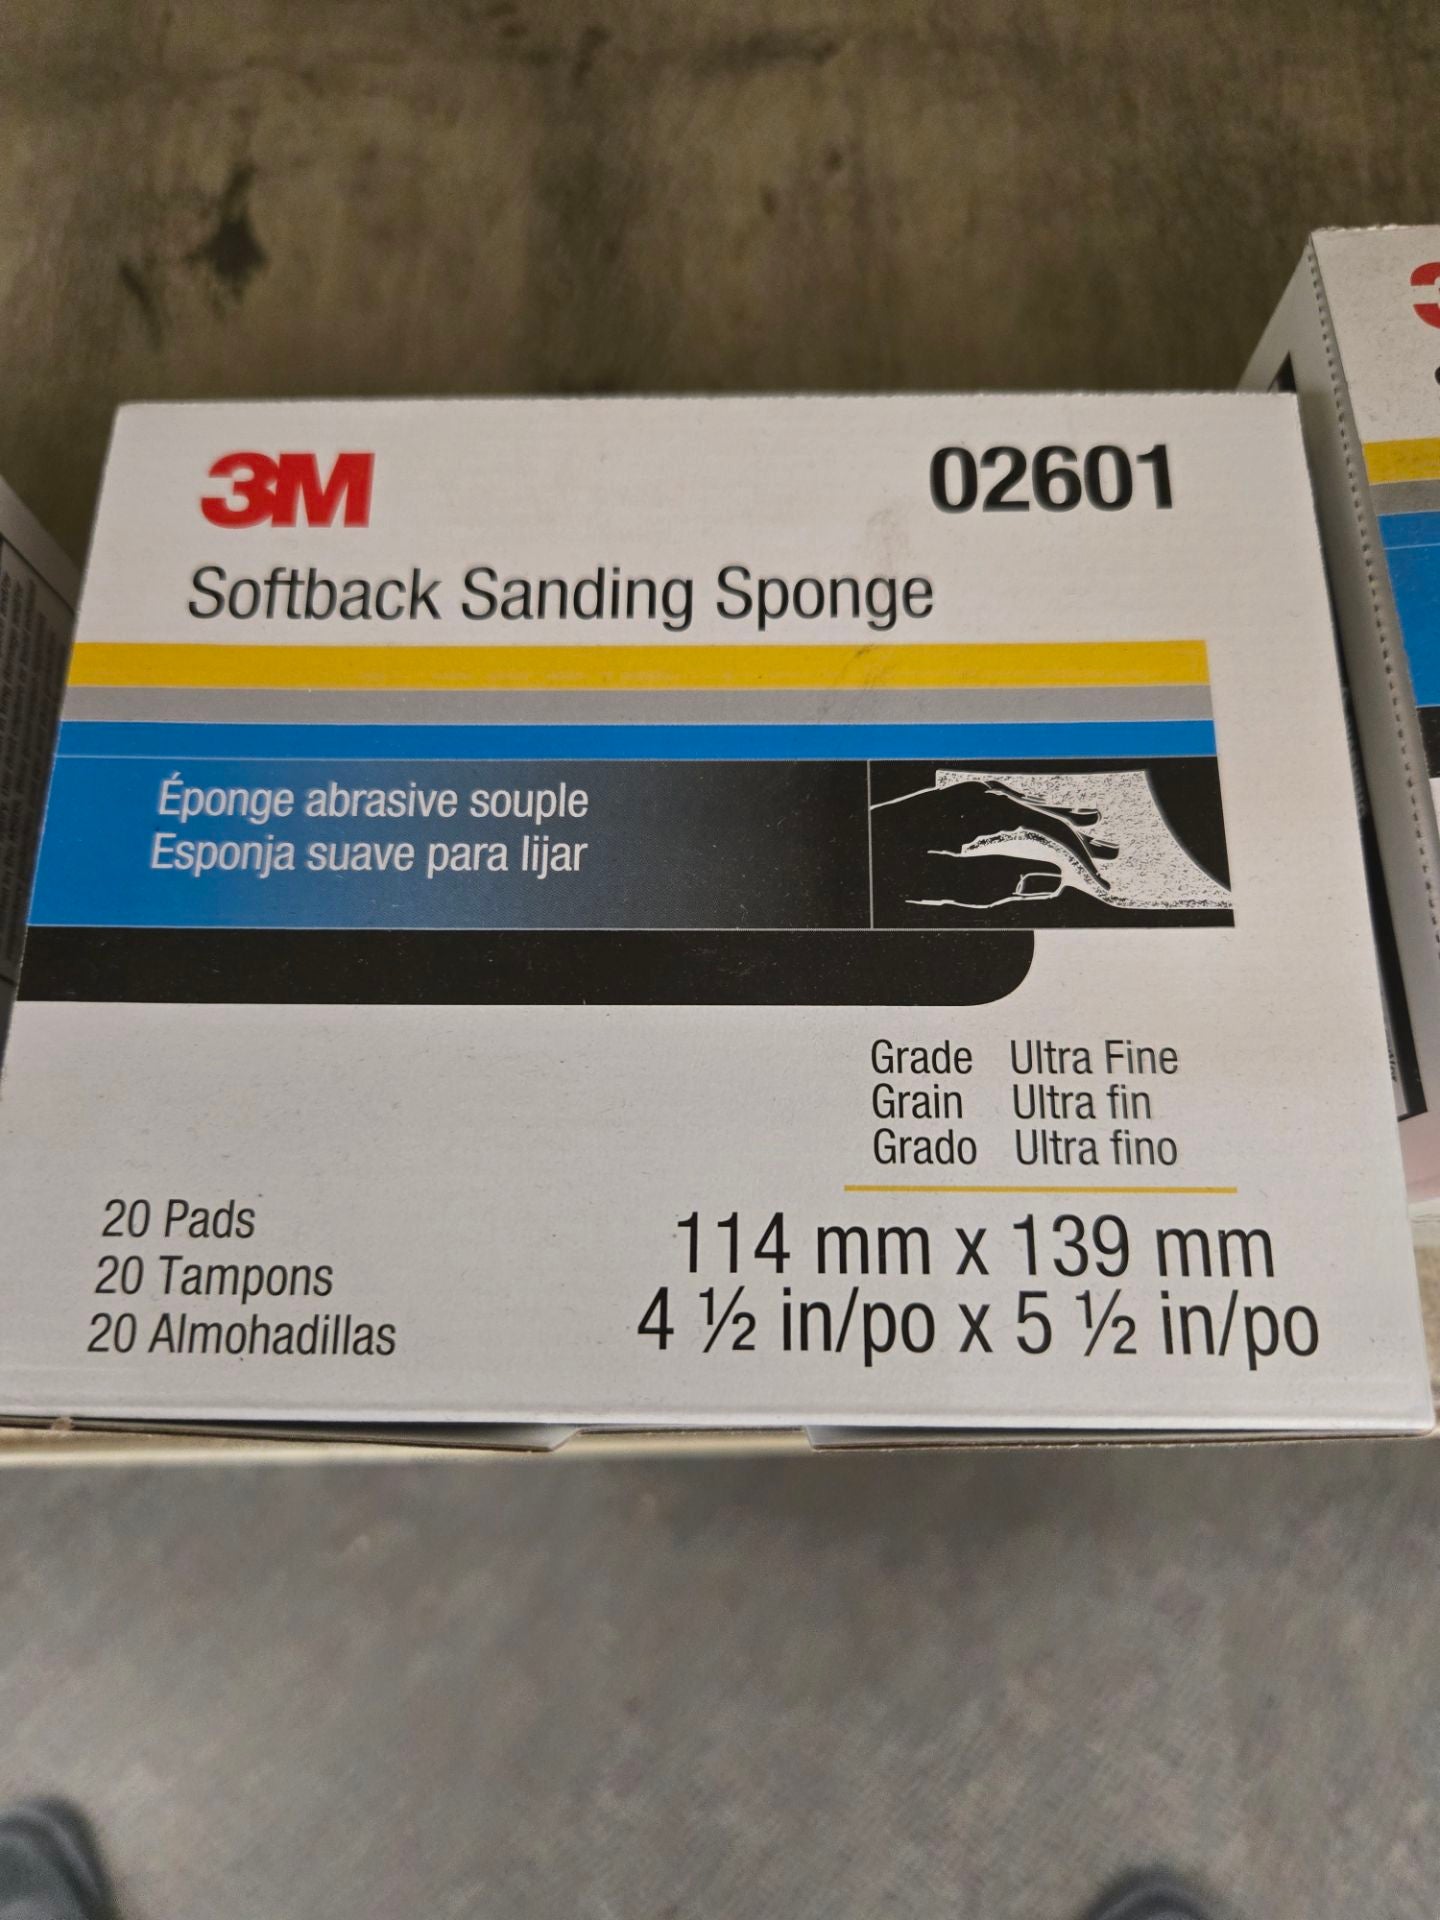 3M
02601
Softback Sanding Sponge
Éponge abrasive souple
Esponja suave para lijar
Grade Ultra Fine
Grain Ultra fin
Grado Ultra fino
20 Pads
20 Tampons
20 Almohadillas
114 mm x 139 mm
4 ½ in/po x 5 ½ in/po